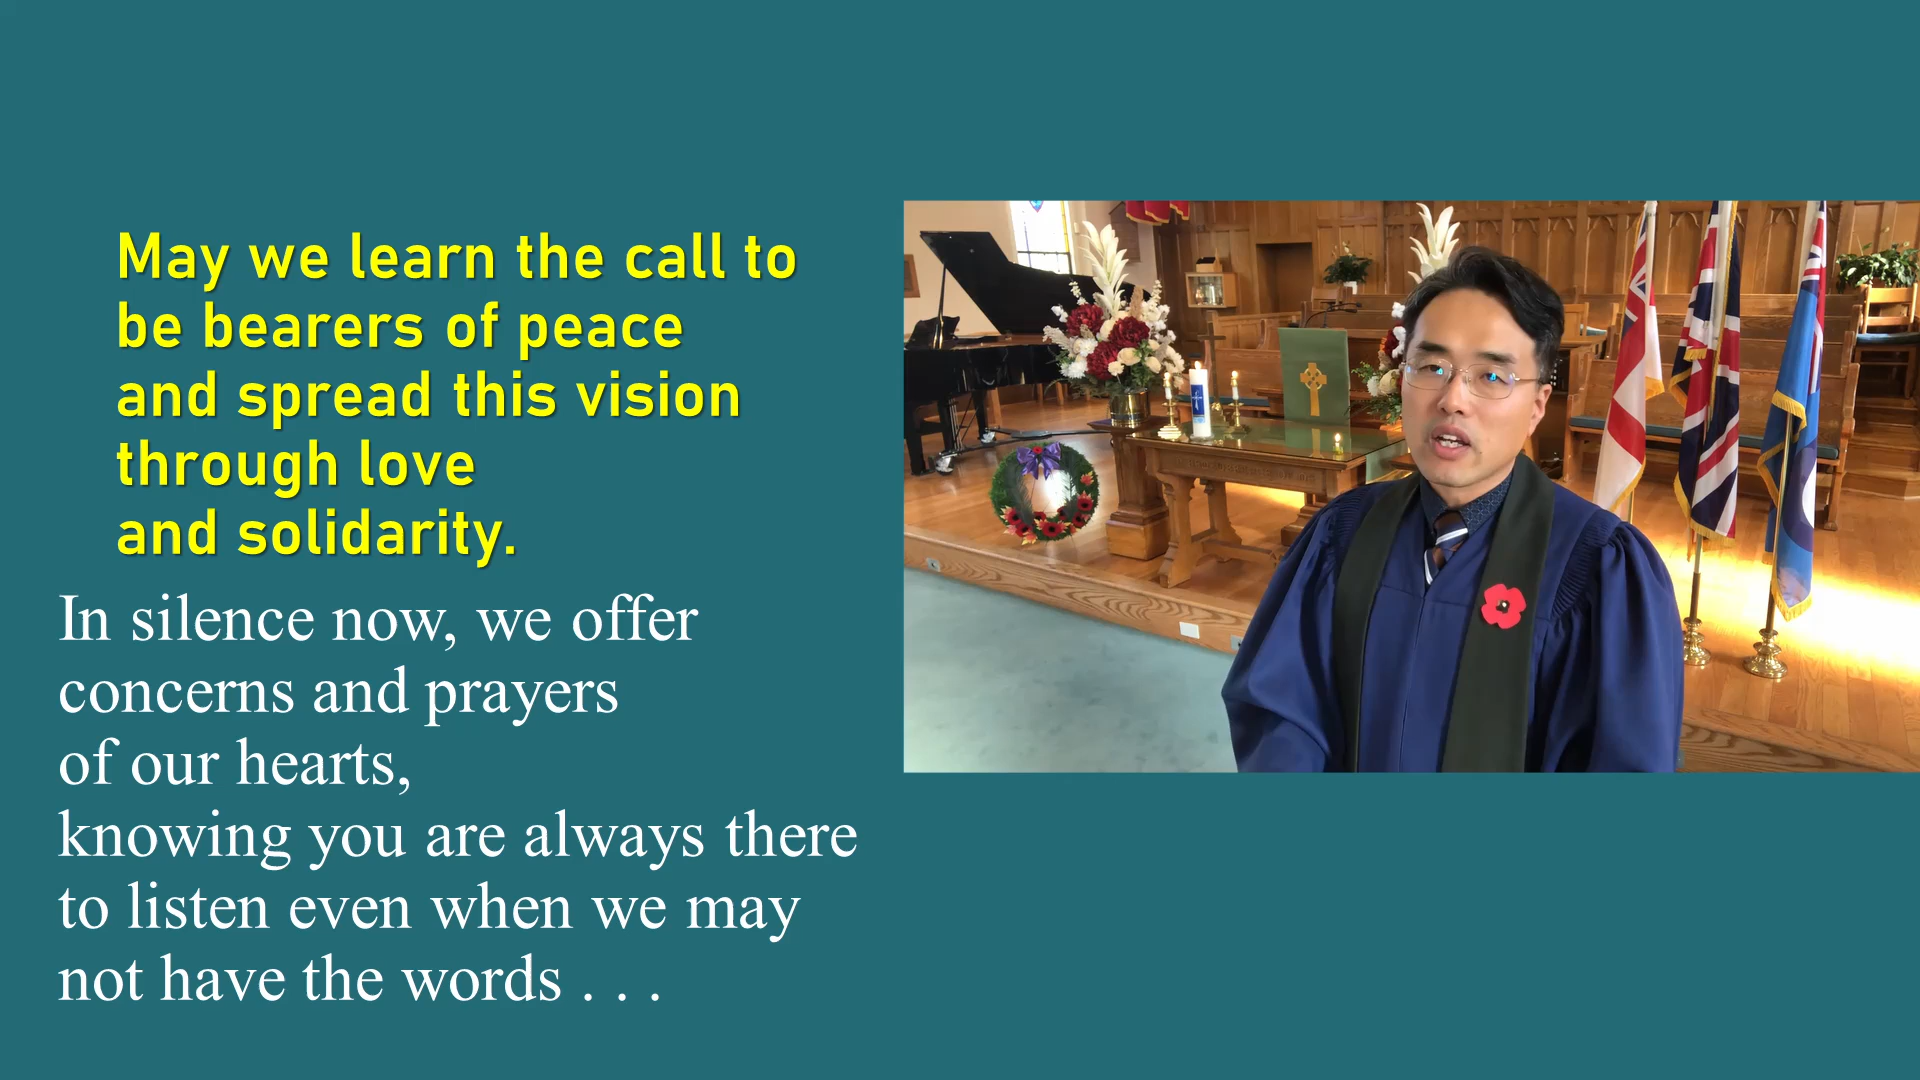 May we learn the call to
be bearers of peace
and spread this vision
through love
and solidarity.
In silence now, we offer
concerns and prayers
of our hearts,
knowing you are always there
to listen even when we may
not have the words . . .